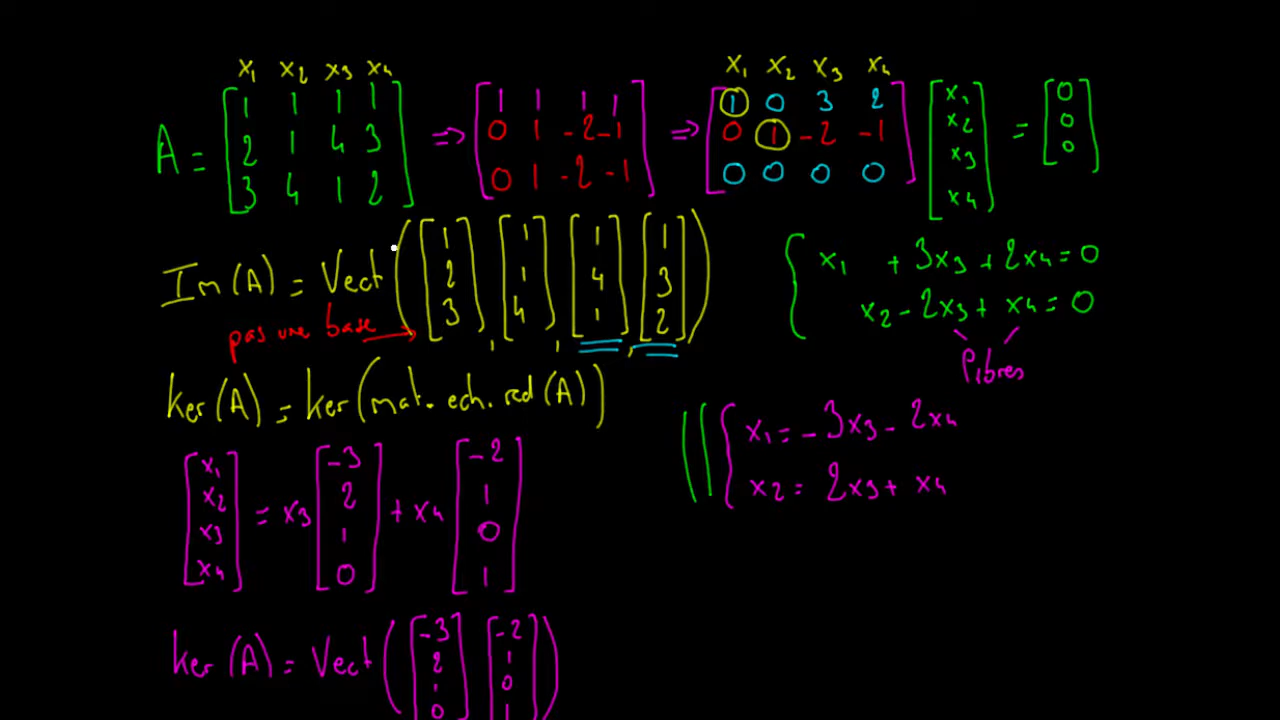 x₁ x₂ x₃ x₄ x₁ x₂ x₃ x₄
A = [1 1 1 1; 2 1 4 3; 3 4 1 2] ⇒ [1 1 1 1; 0 1 -2 -1; 0 1 -2 -1] ⇒ [1 0 3 2; 0 1 -2 -1; 0 0 0 0] [x₁; x₂; x₃; x₄] = [0; 0; 0]
Im(A) = Vect ([1; 2; 3], [1; 1; 4], [1; 4; 1], [1; 3; 2])
pas une base →
{ x₁ + 3x₃ + 2x₄ = 0
x₂ - 2x₃ + x₄ = 0
libres
ker(A) = ker(mat. ech. red(A))
{ x₁ = -3x₃ - 2x₄
x₂ = 2x₃ + x₄
[x₁; x₂; x₃; x₄] = x₃ [-3; 2; 1; 0] + x₄ [-2; 1; 0; 1]
ker(A) = Vect ([-3; 2; 1; 0] [-2; 1; 0; 1])